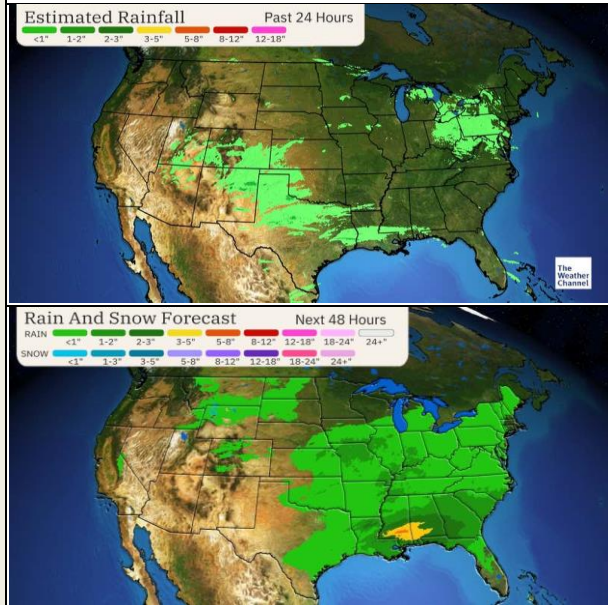 Estimated Rainfall Past 24 Hours
<1" 1-2" 2-3" 3-5" 5-8" 8-12" 12-18"
The
Weather
Channel
Rain And Snow Forecast Next 48 Hours
RAIN
<1" 1-2" 2-3" 3-5" 5-8" 8-12" 12-18" 18-24" 24+"
SNOW
<1" 1-3" 3-5" 5-8" 8-12" 12-18" 18-24" 24+"